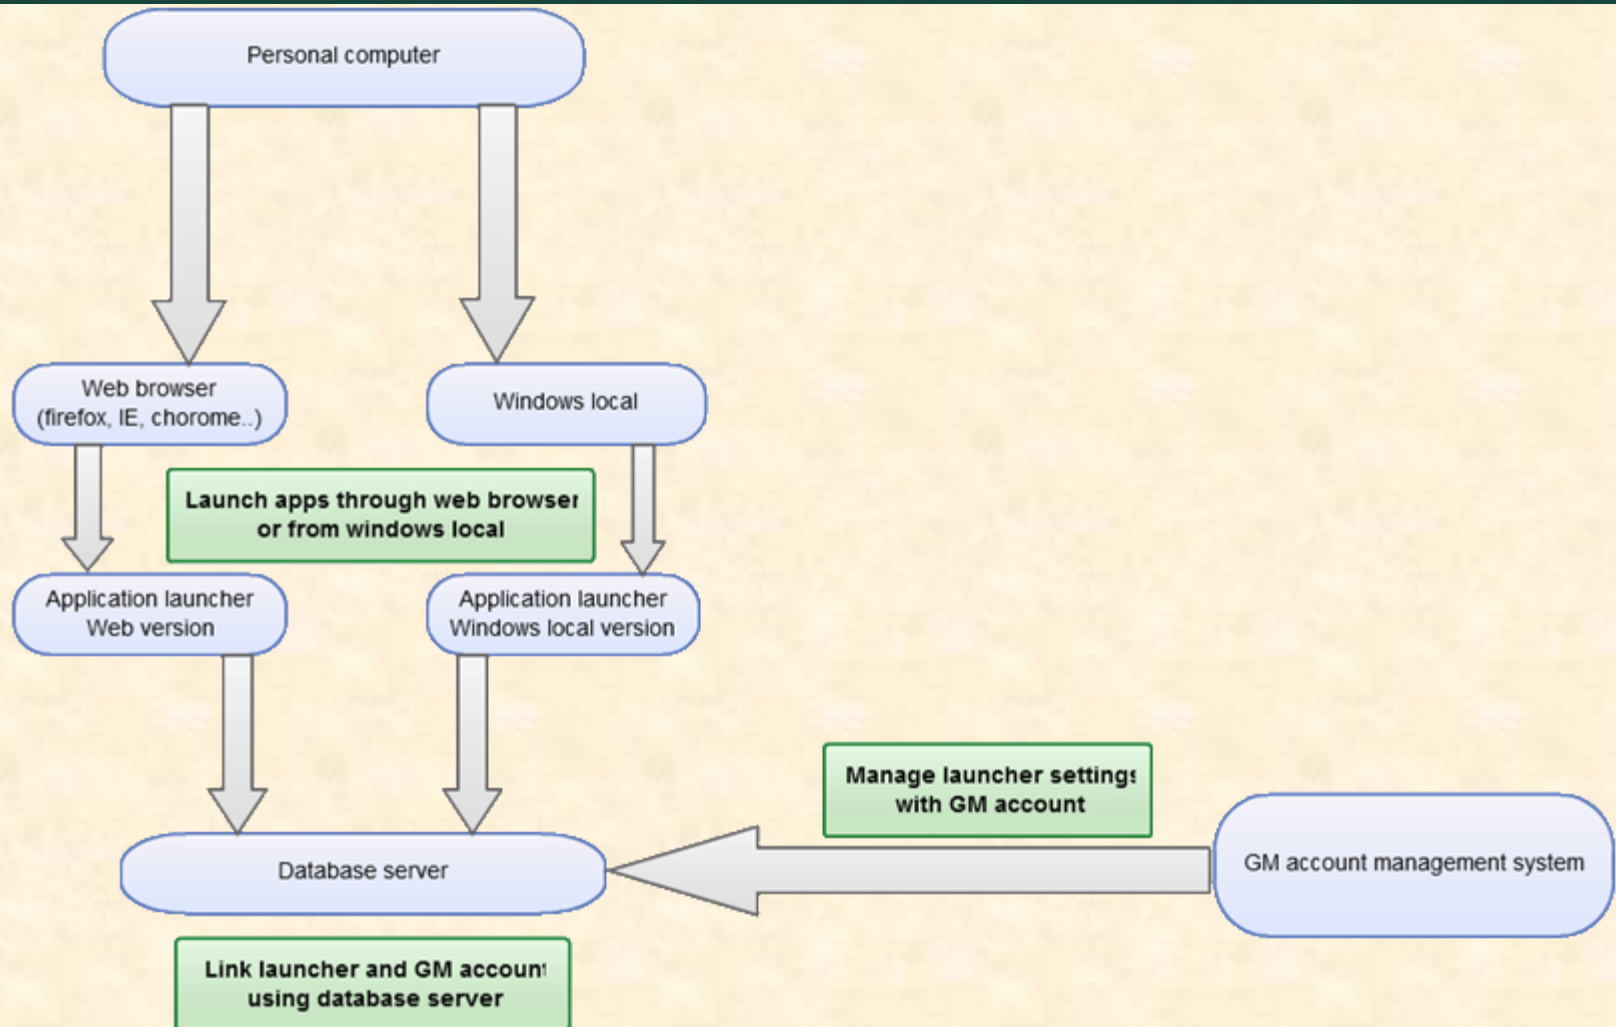 Personal computer
Web browser
(firefox, IE, chorome..)
Windows local
Launch apps through web browser
or from windows local
Application launcher
Web version
Application launcher
Windows local version
Manage launcher settings
with GM account
Database server
GM account management system
Link launcher and GM account
using database server